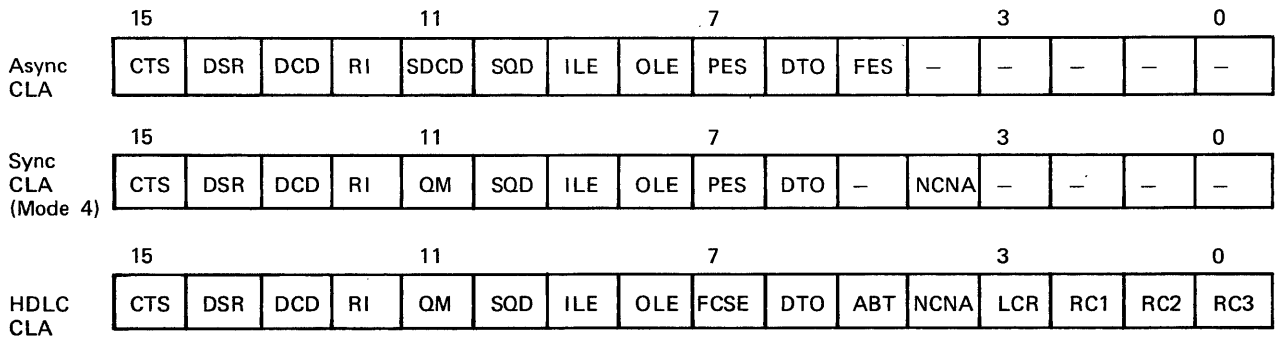 15 11 7 3 0
Async CLA CTS DSR DCD RI SDCD SQD ILE OLE PES DTO FES – – – – –
15 11 7 3 0
Sync CLA (Mode 4) CTS DSR DCD RI QM SQD ILE OLE PES DTO – NCNA – – – –
15 11 7 3 0
HDLC CLA CTS DSR DCD RI QM SQD ILE OLE FCSE DTO ABT NCNA LCR RC1 RC2 RC3